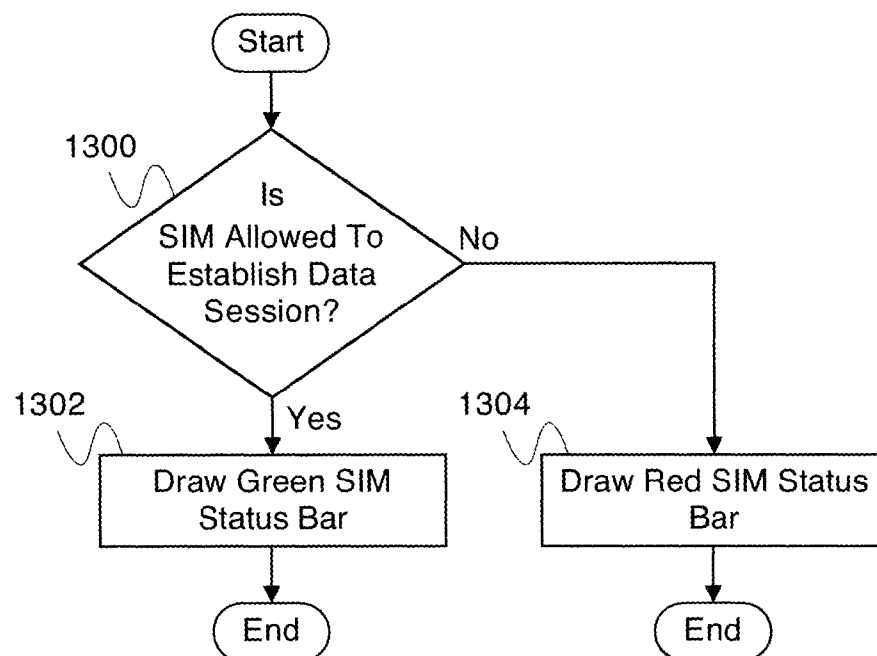 Start
1300
Is
SIM Allowed To
Establish Data
Session?
No
Yes
1302
Draw Green SIM
Status Bar
1304
Draw Red SIM Status
Bar
End
End